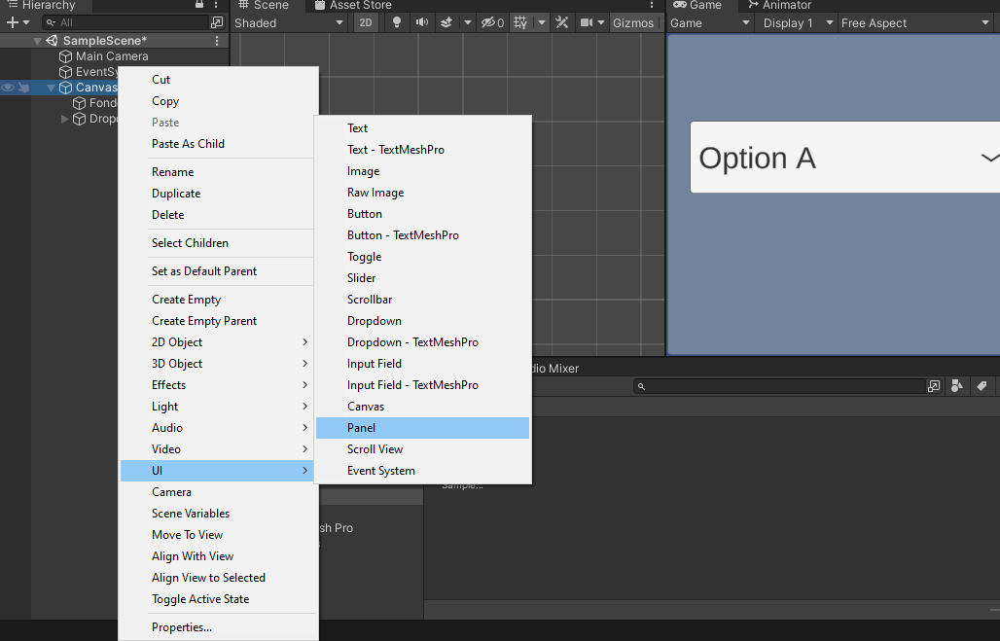 Hierarchy
Scene
Asset Store
Game
Animator
All
Shaded
2D
0
Gizmos
Game
Display 1
Free Aspect
SampleScene*
Main Camera
EventSy
Canvas
Fondo
Dropd
Cut
Copy
Paste
Paste As Child
Rename
Duplicate
Delete
Select Children
Set as Default Parent
Create Empty
Create Empty Parent
2D Object
3D Object
Effects
Light
Audio
Video
UI
Camera
Scene Variables
Move To View
Align With View
Align View to Selected
Toggle Active State
Properties...
Text
Text - TextMeshPro
Image
Raw Image
Button
Button - TextMeshPro
Toggle
Slider
Scrollbar
Dropdown
Dropdown - TextMeshPro
Input Field
Input Field - TextMeshPro
Canvas
Panel
Scroll View
Event System
Option A
dio Mixer
Sample...
sh Pro